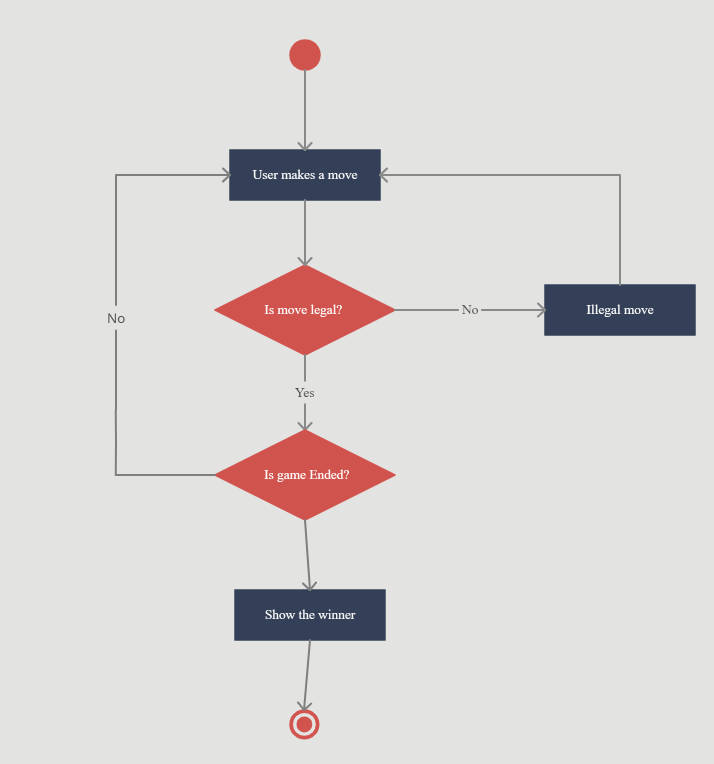 User makes a move
Is move legal?
No
Illegal move
No
Yes
Is game Ended?
Show the winner